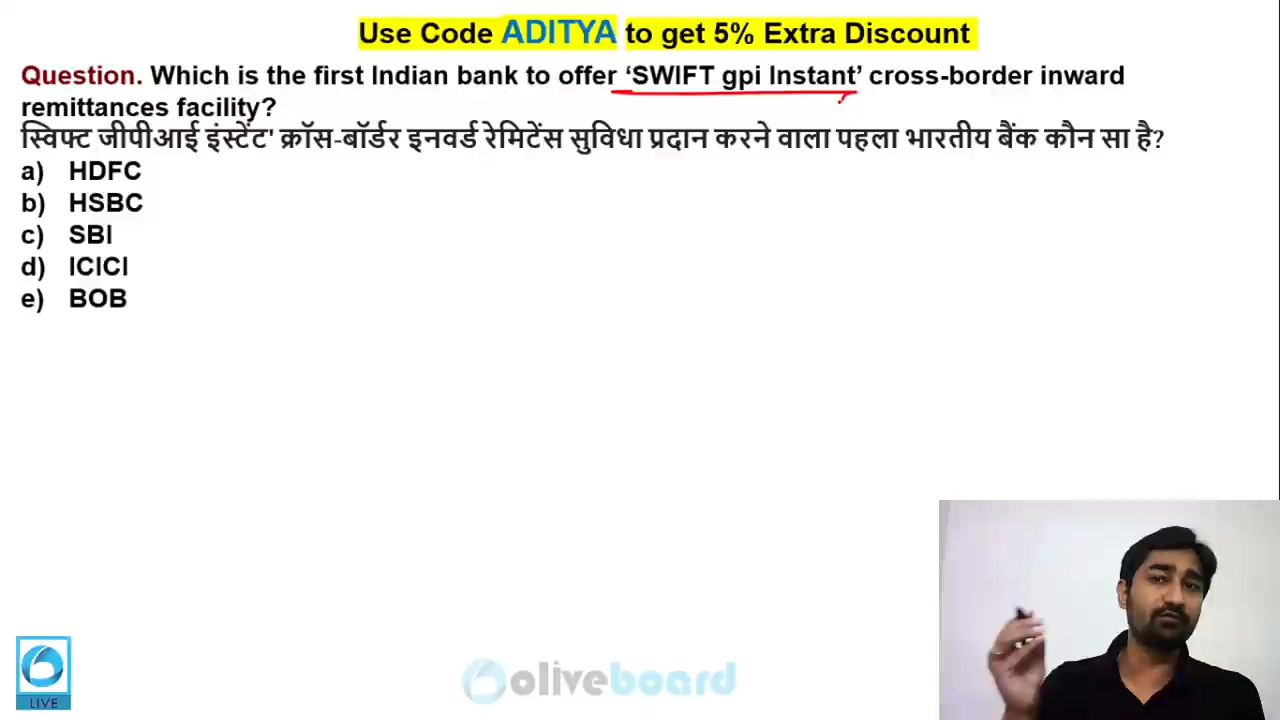 Use Code ADITYA to get 5% Extra Discount
Question. Which is the first Indian bank to offer ‘SWIFT gpi Instant’ cross-border inward
remittances facility?
स्विफ्ट जीपीआई इंस्टेंट' क्रॉस-बॉर्डर इनवर्ड रेमिटेंस सुविधा प्रदान करने वाला पहला भारतीय बैंक कौन सा है?
a) HDFC
b) HSBC
c) SBI
d) ICICI
e) BOB
LIVE
oliveboard